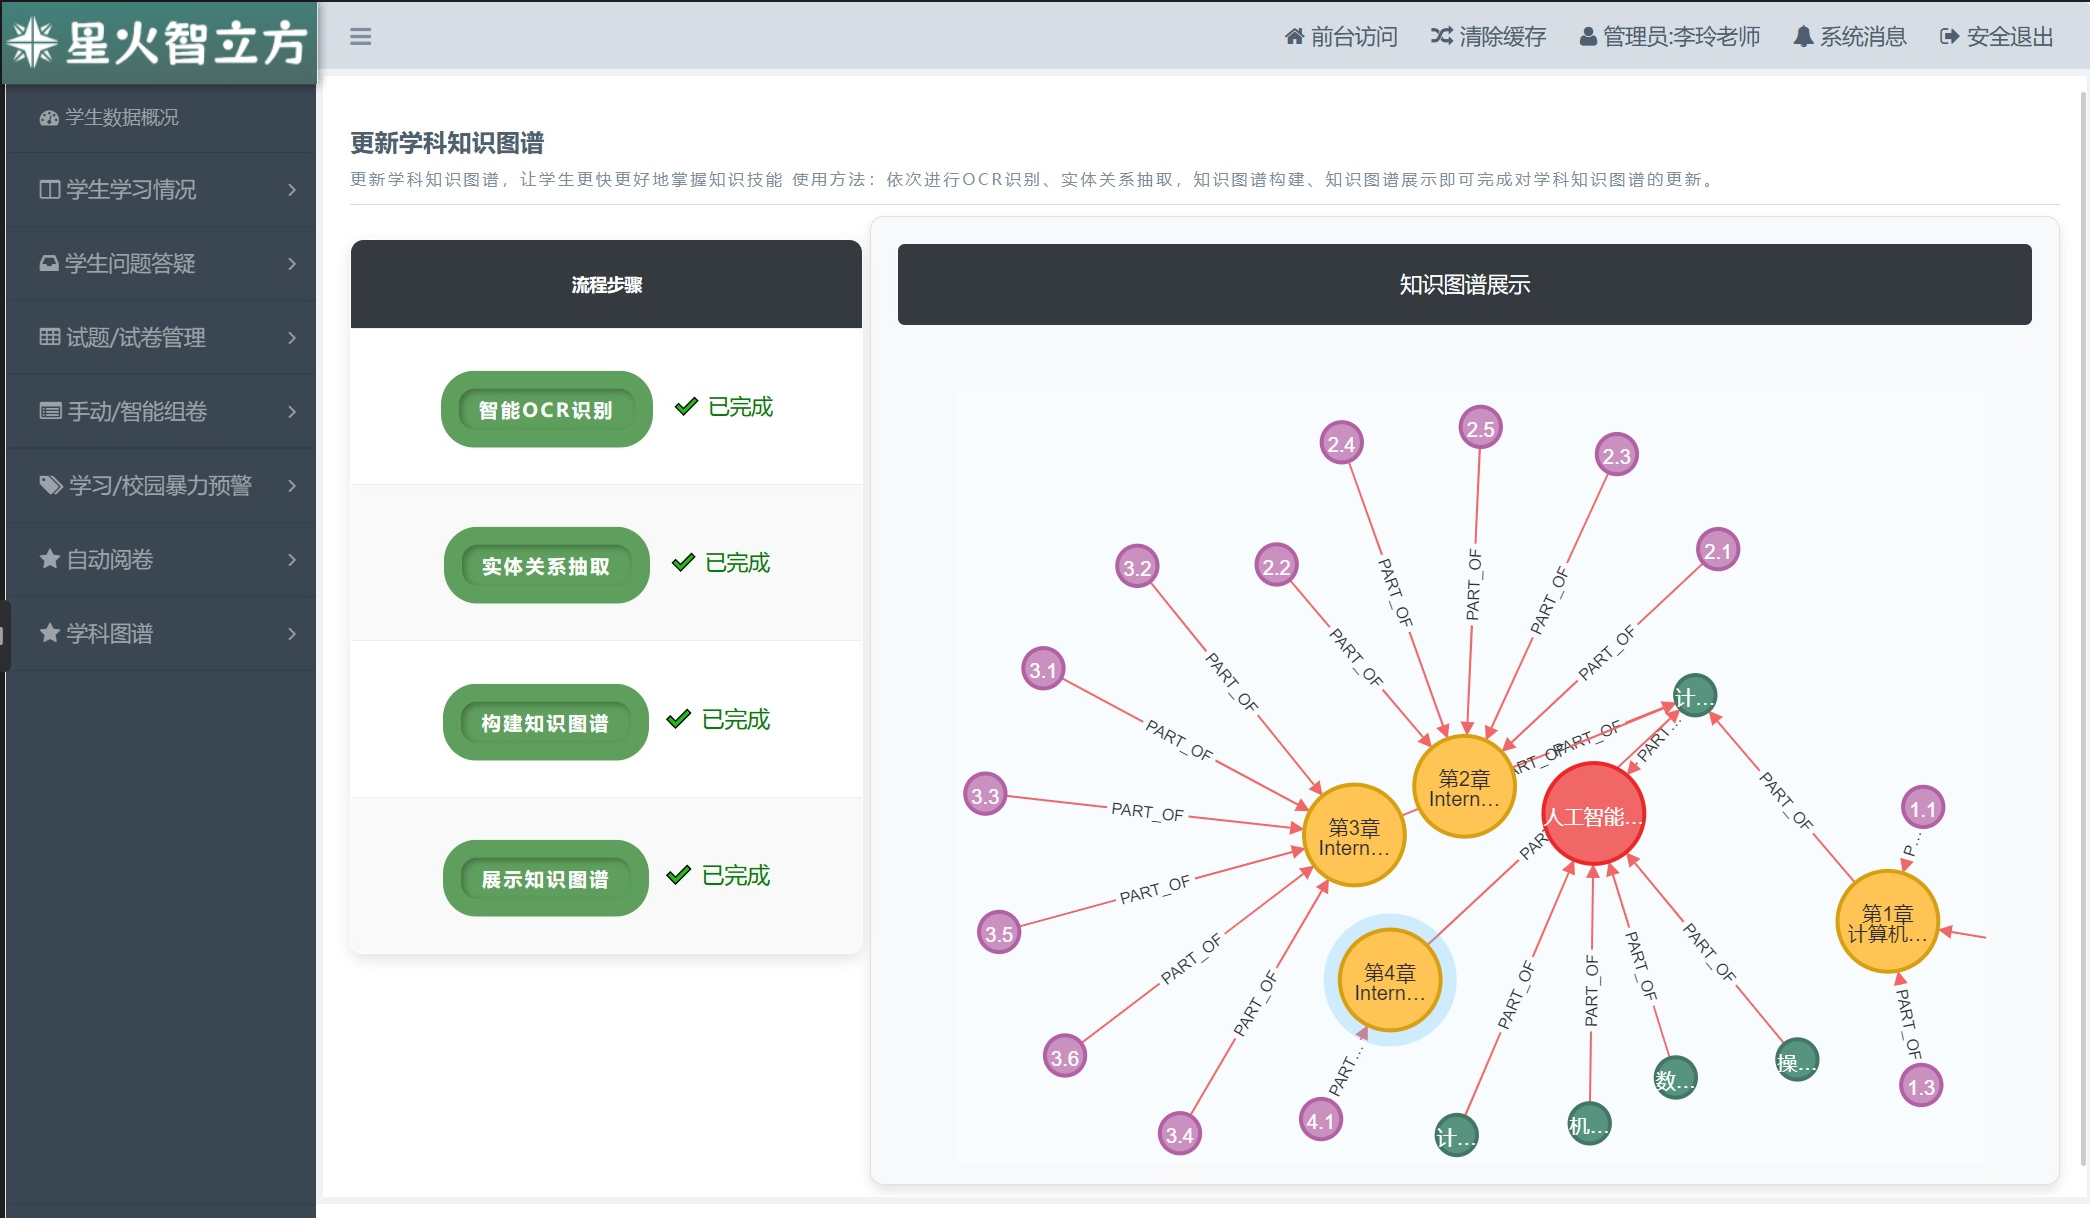 星火智立方
前台访问
清除缓存
管理员:李玲老师
系统消息
安全退出
学生数据概况
学生学习情况
学生问题答疑
试题/试卷管理
手动/智能组卷
学习/校园暴力预警
自动阅卷
学科图谱
更新学科知识图谱
更新学科知识图谱，让学生更快更好地掌握知识技能 使用方法：依次进行OCR识别、实体关系抽取，知识图谱构建、知识图谱展示即可完成对学科知识图谱的更新。
流程步骤
智能OCR识别
已完成
实体关系抽取
已完成
构建知识图谱
已完成
展示知识图谱
已完成
知识图谱展示
2.4
2.5
2.3
2.1
2.2
3.2
3.1
3.3
3.5
3.6
3.4
4.1
1.1
1.3
PART_OF
PART_OF
PART_OF
PART_OF
PART_OF
PART_OF
PART_OF
PART_OF
PART_OF
PART_OF
PART_OF
PART_OF
PART...
PART_OF
P...
PART_OF
PART_OF
PART_OF
PART_OF
PART_OF
PART...
计...
第2章
Intern...
第3章
Intern...
人工智能...
第1章
计算机...
第4章
Intern...
计...
机...
数...
操...